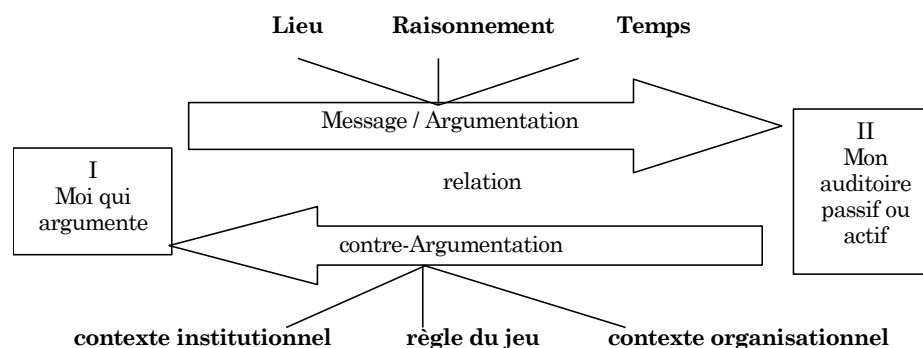 Lieu Raisonnement Temps
Message / Argumentation
II
Mon
auditoire
passif ou
actif
I
Moi qui
argumente
relation
contre-Argumentation
contexte institutionnel règle du jeu contexte organisationnel